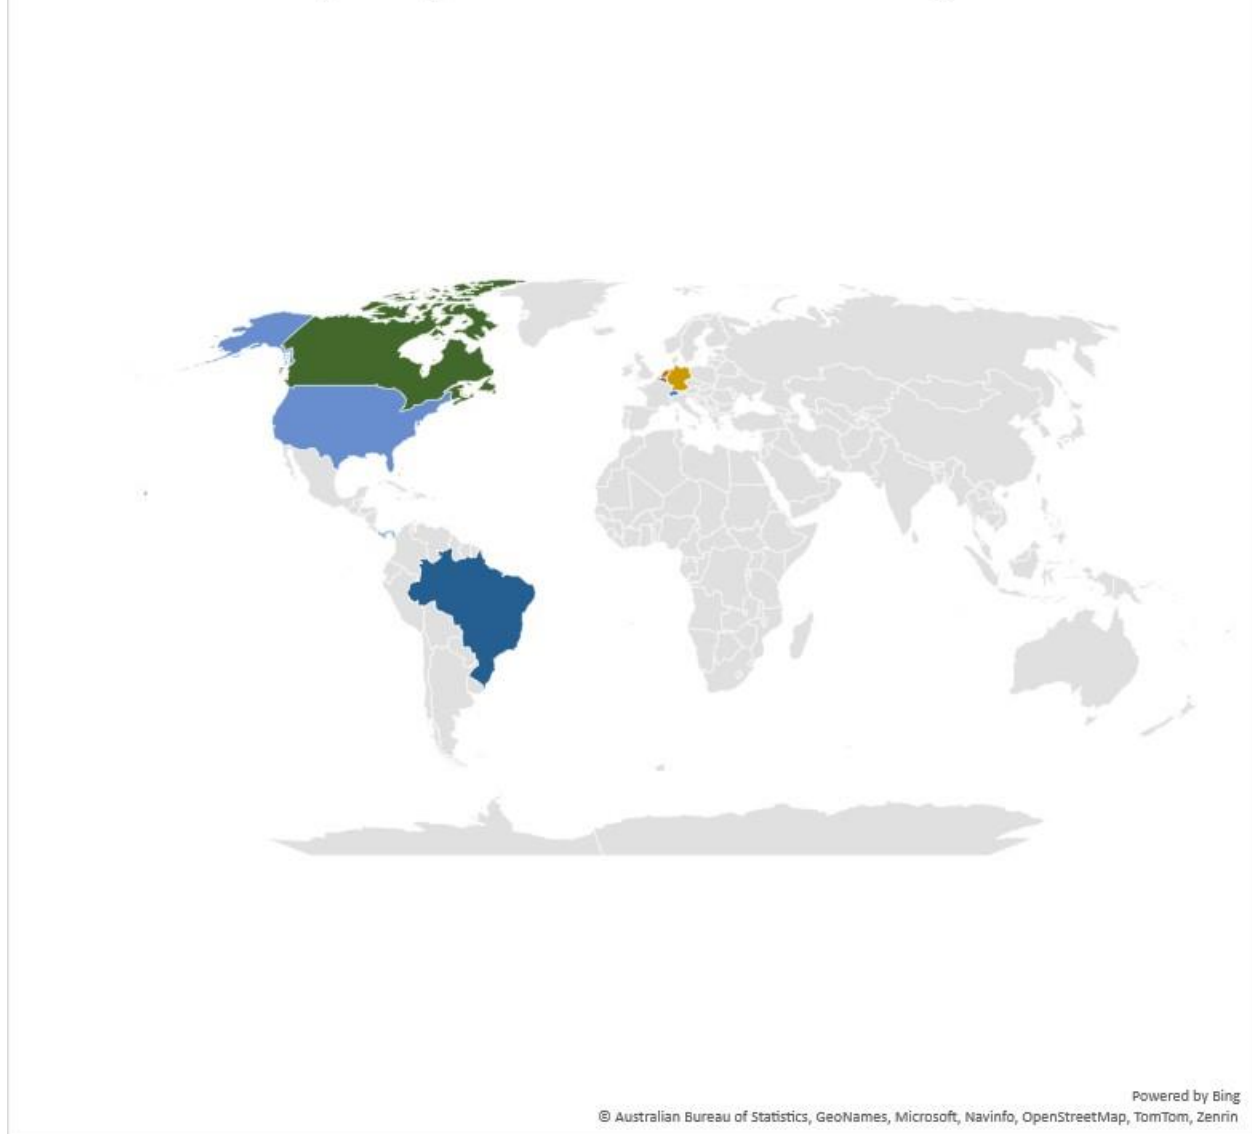 Powered by Bing
© Australian Bureau of Statistics, GeoNames, Microsoft, Navinfo, OpenStreetMap, TomTom, Zenrin